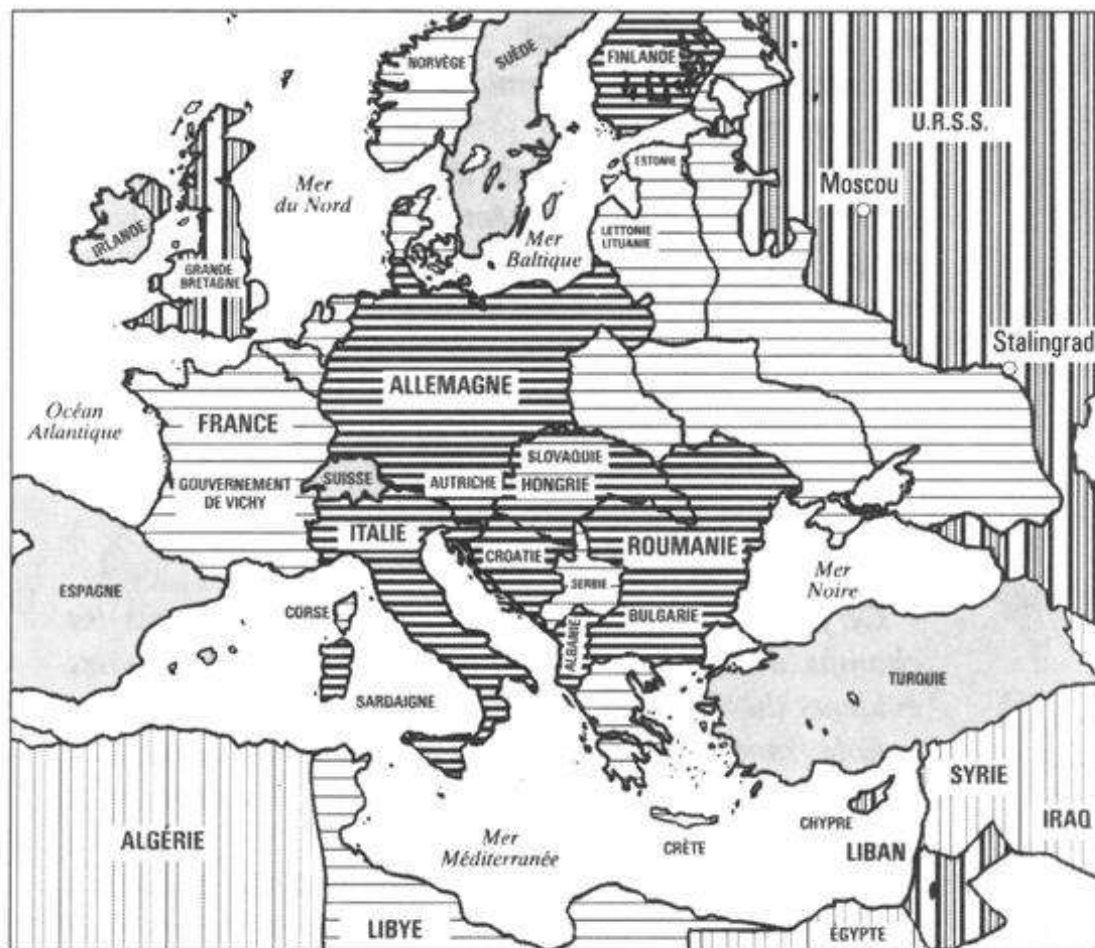 NORVÈGE
SUÈDE
FINLANDE
U.R.S.S.
Moscou
ESTONIE
Mer
du Nord
IRLANDE
LETTONIE
LITUANIE
Mer
Baltique
GRANDE
BRETAGNE
Stalingrad
ALLEMAGNE
Océan
Atlantique
FRANCE
SLOVAQUIE
SUISSE
AUTRICHE
HONGRIE
GOUVERNEMENT
DE VICHY
ITALIE
CROATIE
ROUMANIE
ESPAGNE
SERBIE
Mer
Noire
CORSE
BULGARIE
ALBANIE
TURQUIE
SARDAIGNE
SYRIE
ALGÉRIE
Mer
Méditerranée
CRÈTE
CHYPRE
LIBAN
IRAQ
LIBYE
ÉGYPTE